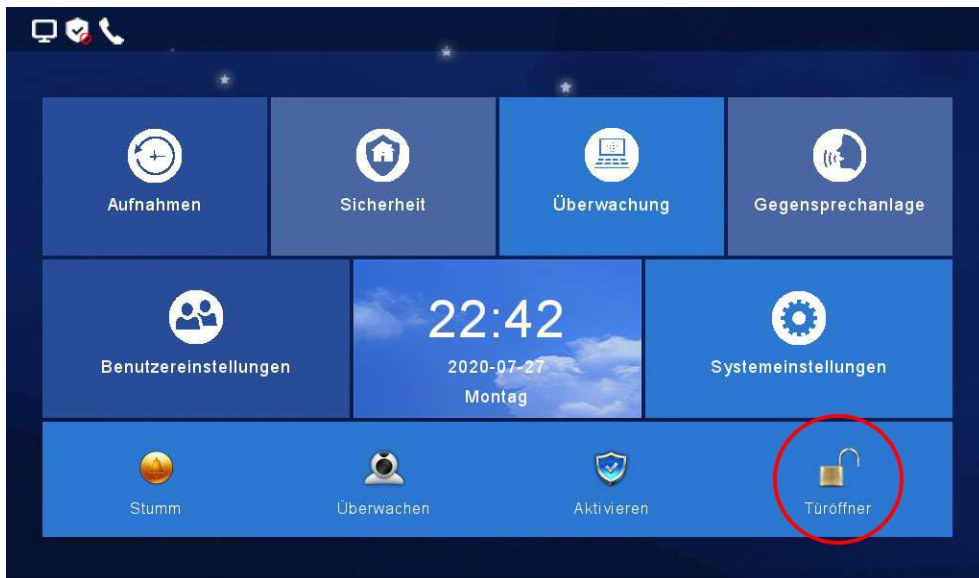 Aufnahmen
Sicherheit
Überwachung
Gegensprechanlage
Benutzereinstellungen
22:42
2020-07-27
Montag
Systemeinstellungen
Stumm
Überwachen
Aktivieren
Türöffner